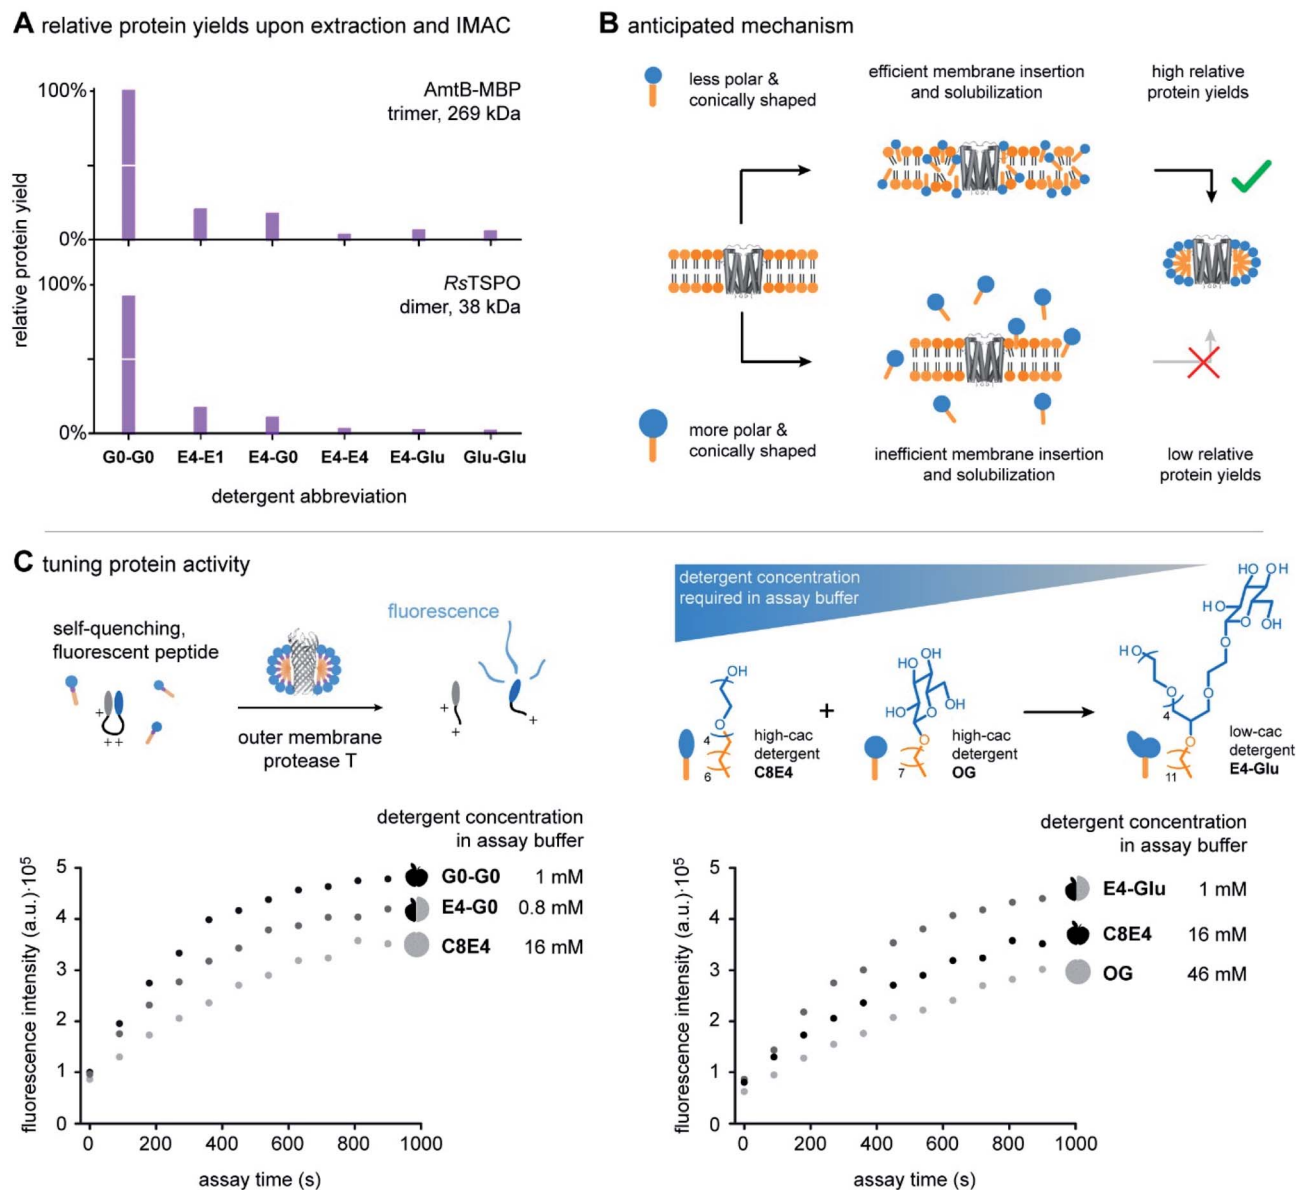 A relative protein yields upon extraction and IMAC
relative protein yield
100%
AmtB-MBP
trimer, 269 kDa
0%
100%
RsTSPO
dimer, 38 kDa
0%
G0-G0 E4-E1 E4-G0 E4-E4 E4-Glu Glu-Glu
detergent abbreviation
B anticipated mechanism
less polar &
conically shaped
efficient membrane insertion
and solubilization
high relative
protein yields
more polar &
conically shaped
inefficient membrane insertion
and solubilization
low relative
protein yields
C tuning protein activity
self-quenching,
fluorescent peptide
+
++
outer membrane
protease T
fluorescence
+
+
+
detergent concentration
required in assay buffer
OH
O
4
6
high-cac
detergent
C8E4
+
OH
HO
OH
HO
O
O
7
high-cac
detergent
OG
HO
OH
HO
O
OH
O
HO
O
4
O
O
11
low-cac
detergent
E4-Glu
detergent concentration
in assay buffer
fluorescence intensity (a.u.)·10⁵
5
4
3
2
1
0
G0-G0 1 mM
E4-G0 0.8 mM
C8E4 16 mM
0 200 400 600 800 1000
assay time (s)
detergent concentration
in assay buffer
fluorescence intensity (a.u.)·10⁵
5
4
3
2
1
0
E4-Glu 1 mM
C8E4 16 mM
OG 46 mM
0 200 400 600 800 1000
assay time (s)